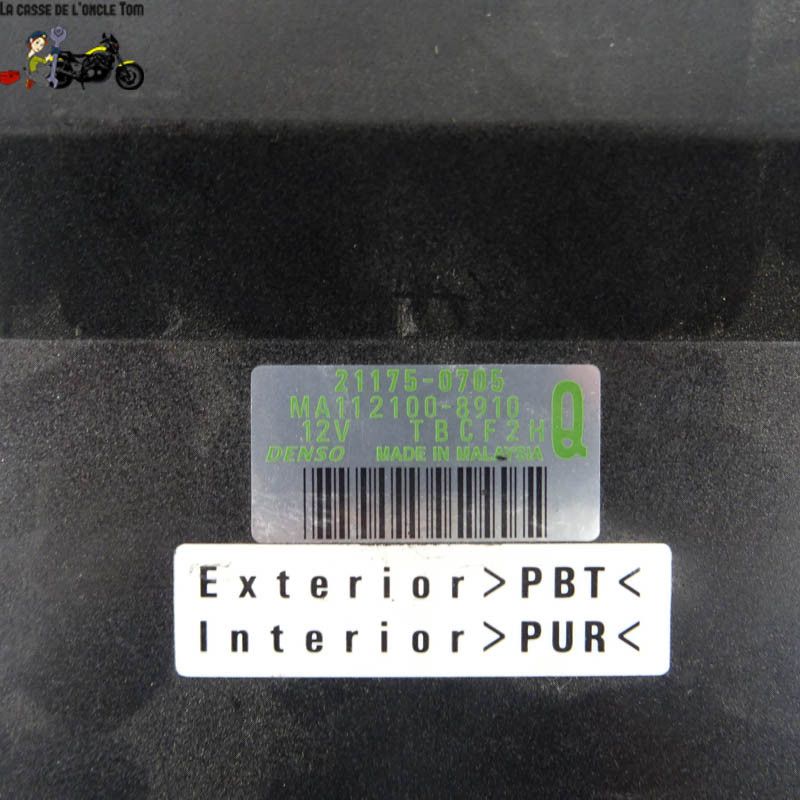 La casse de l'oncle Tom
21175-0705
MA112100-8910
12V TBCF2H Q
DENSO MADE IN MALAYSIA
Exterior>PBT<
Interior>PUR<